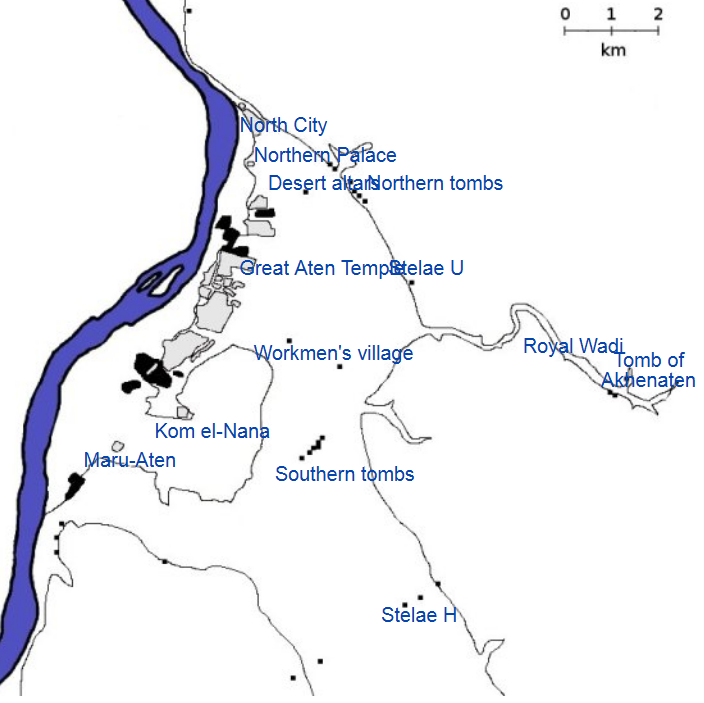 0 1 2
km
North City
Northern Palace
Desert altars
Northern tombs
Great Aten Temple
Stelae U
Royal Wadi
Workmen's village
Tomb of
Akhenaten
Kom el-Nana
Maru-Aten
Southern tombs
Stelae H